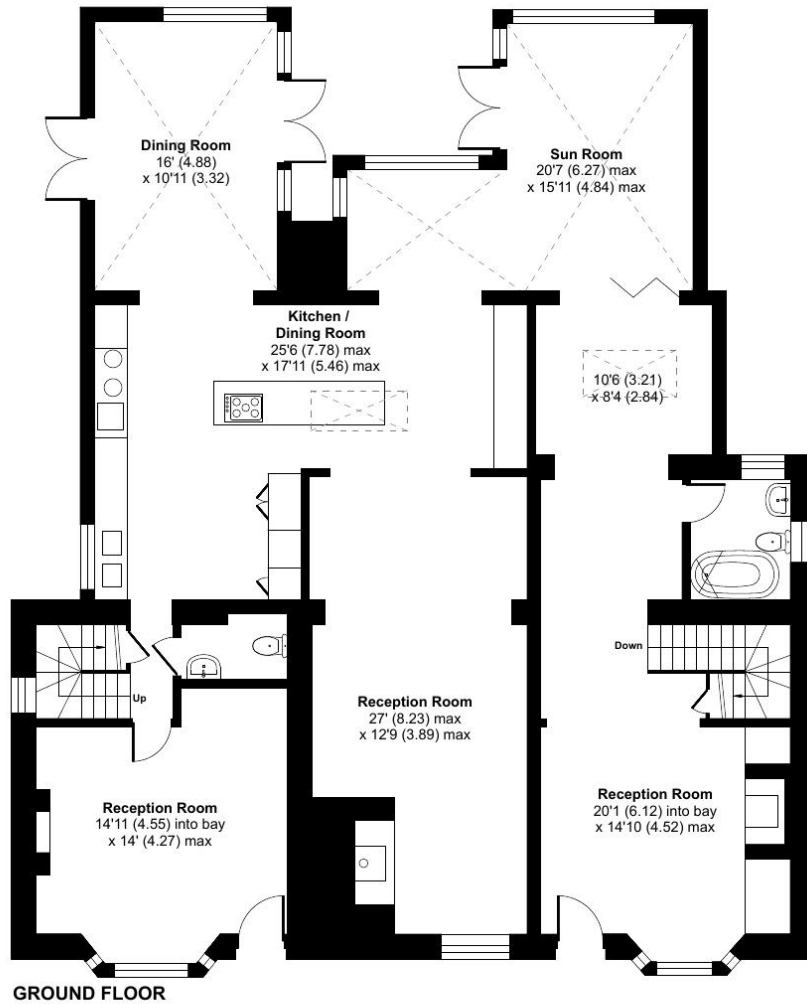 Dining Room
16' (4.88)
x 10'11 (3.32)
Sun Room
20'7 (6.27) max
x 15'11 (4.84) max
Kitchen /
Dining Room
25'6 (7.78) max
x 17'11 (5.46) max
10'6 (3.21)
x 8'4 (2.84)
Down
Up
Reception Room
27' (8.23) max
x 12'9 (3.89) max
Reception Room
14'11 (4.55) into bay
x 14' (4.27) max
Reception Room
20'1 (6.12) into bay
x 14'10 (4.52) max
GROUND FLOOR